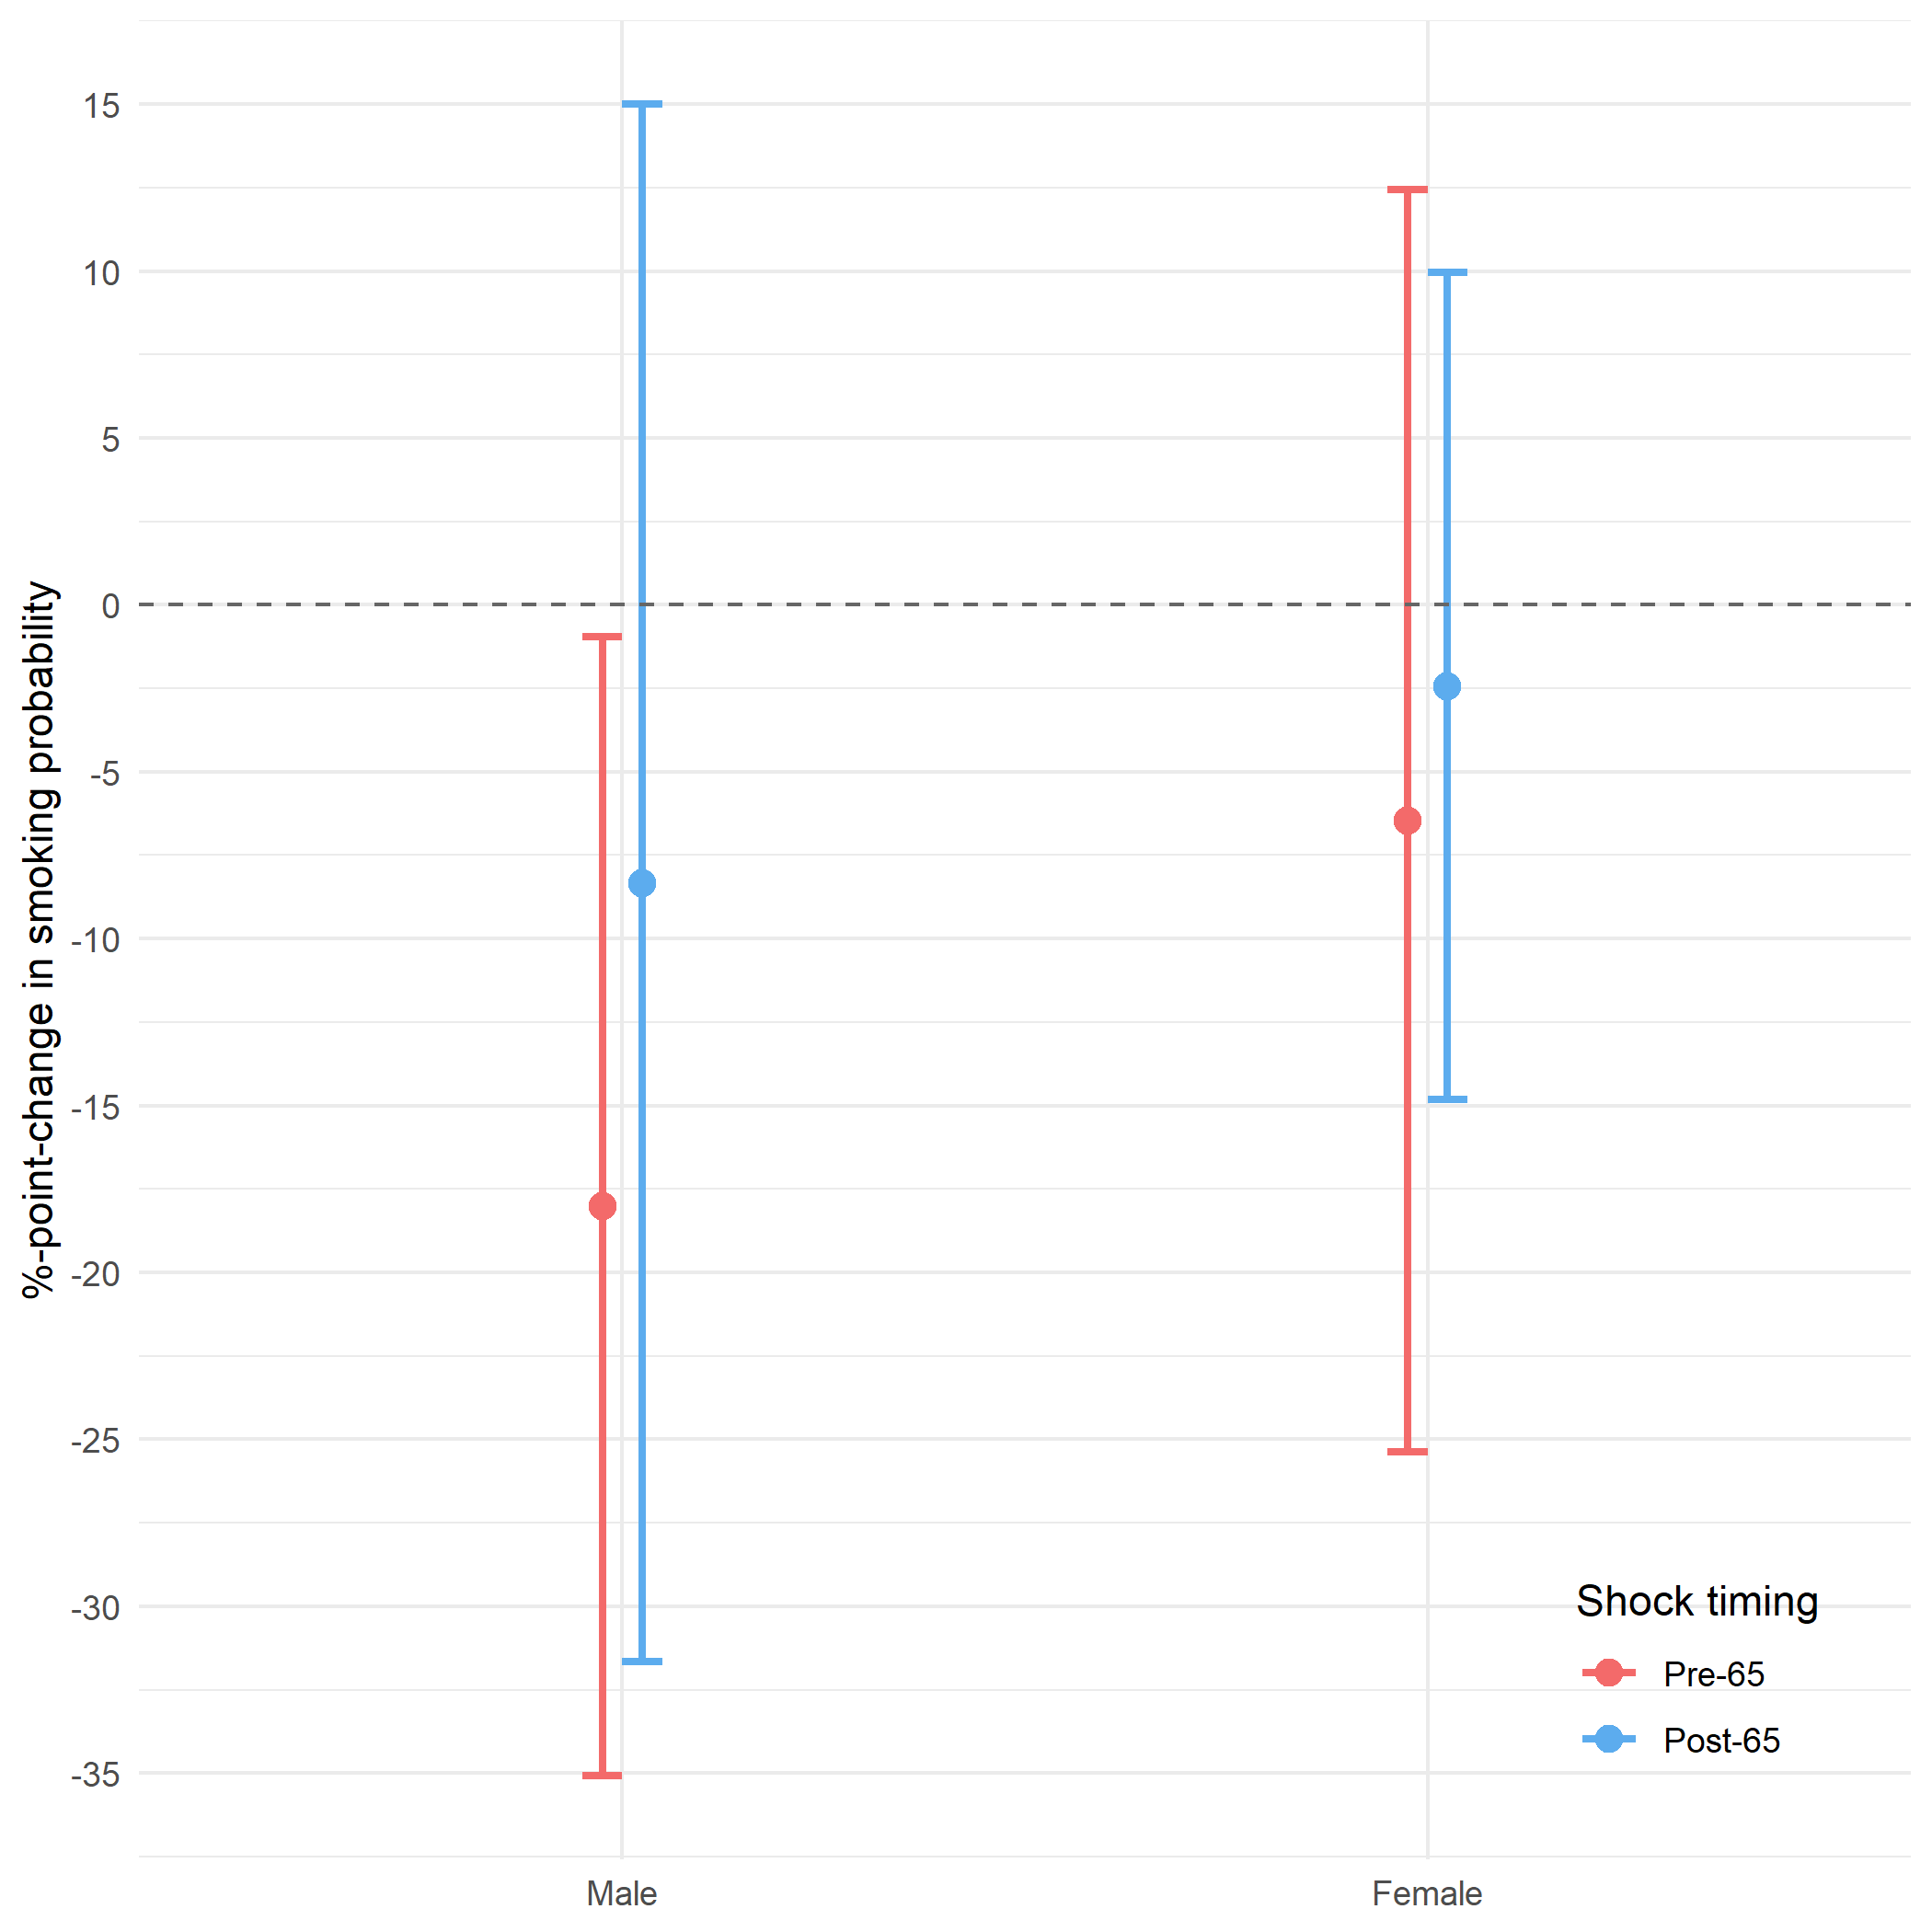 %-point-change in smoking probability
15
10
5
0
-5
-10
-15
-20
-25
-30
-35
Male
Female
Shock timing
Pre-65
Post-65